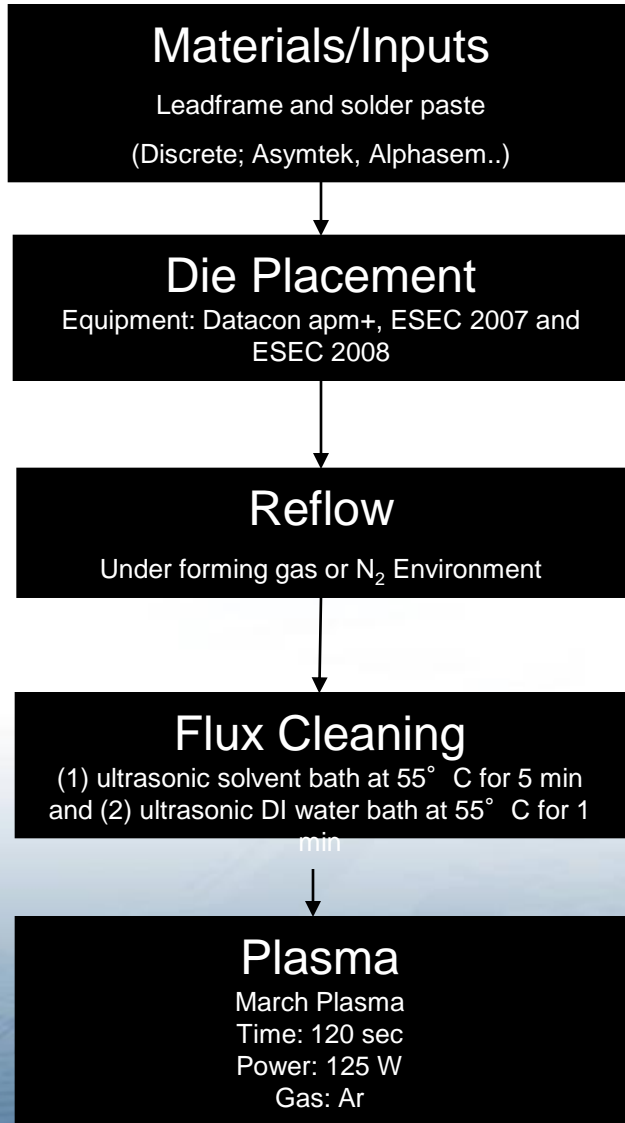 Materials/Inputs
Leadframe and solder paste
(Discrete; Asymtek, Alphasem..)
Die Placement
Equipment: Datacon apm+, ESEC 2007 and
ESEC 2008
Reflow
Under forming gas or N₂ Environment
Flux Cleaning
(1) ultrasonic solvent bath at 55° C for 5 min
and (2) ultrasonic DI water bath at 55° C for 1
min
Plasma
March Plasma
Time: 120 sec
Power: 125 W
Gas: Ar